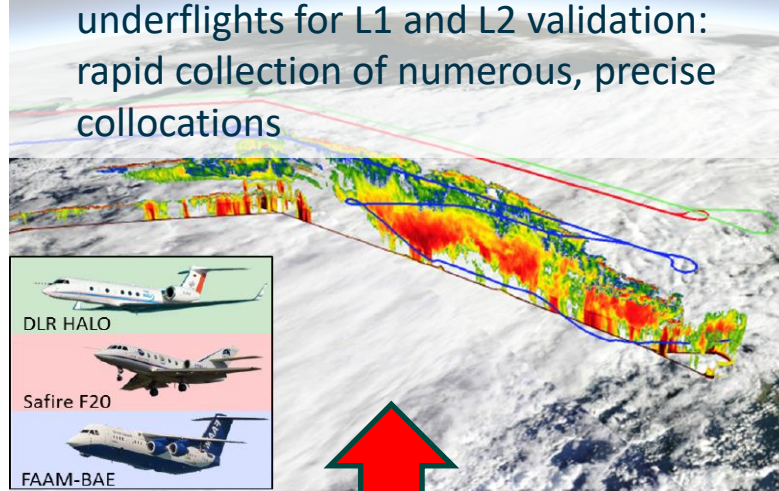 underflights for L1 and L2 validation:
rapid collection of numerous, precise
collocations
DLR HALO
Safire F20
FAAM-BAE